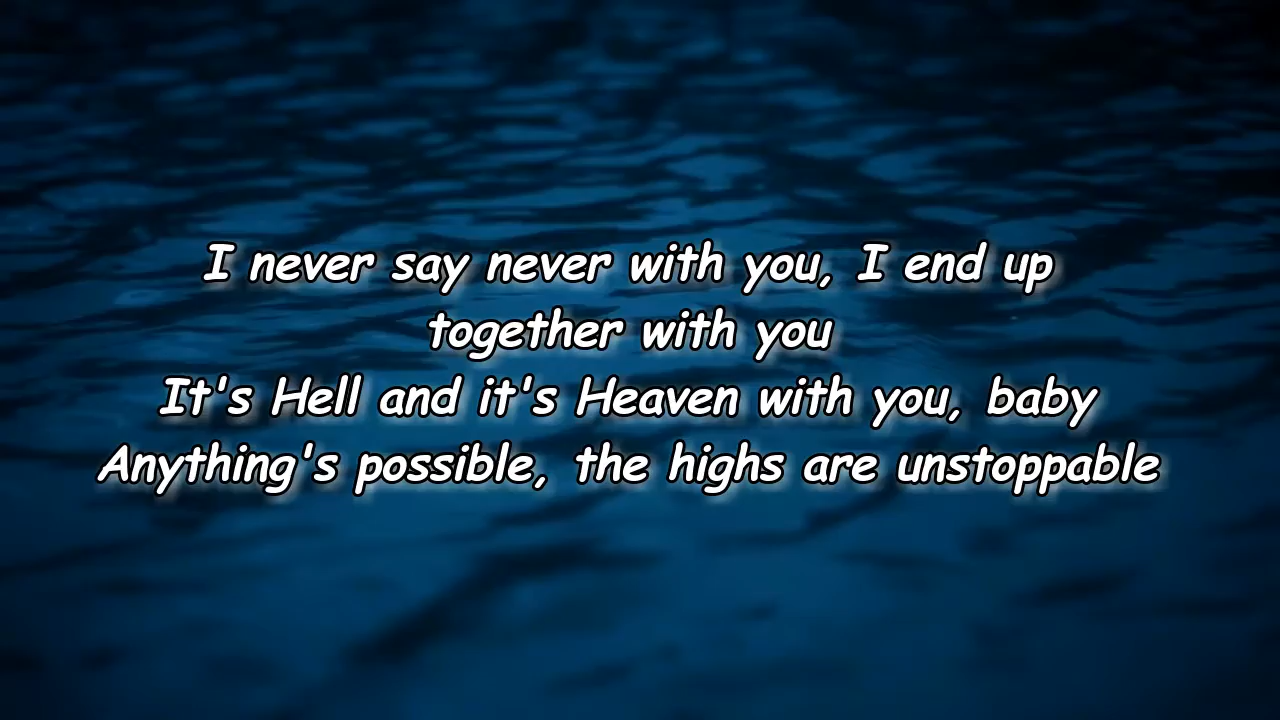 I never say never with you, I end up
together with you
It's Hell and it's Heaven with you, baby
Anything's possible, the highs are unstoppable